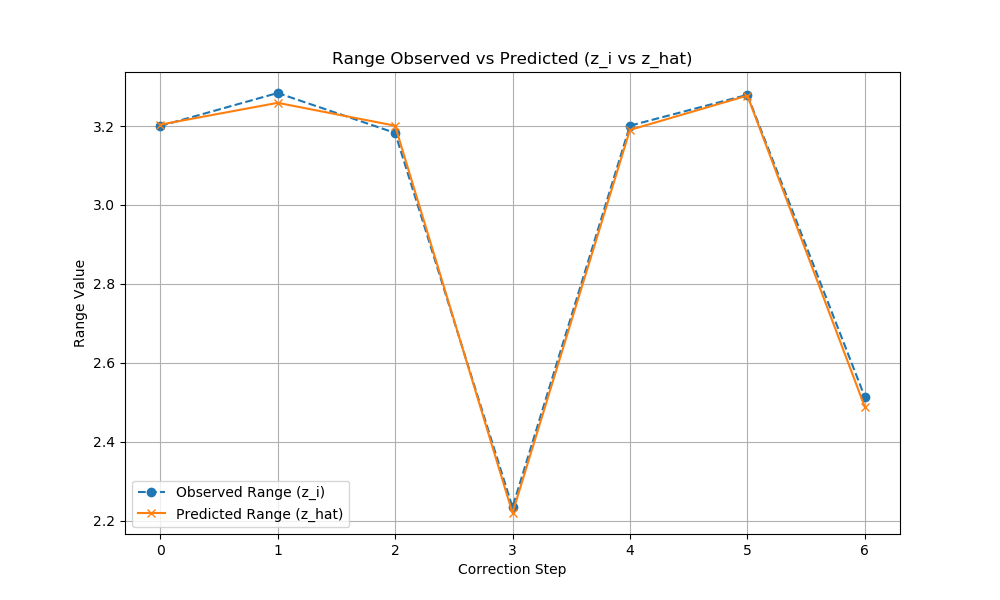 Range Observed vs Predicted (z_i vs z_hat)
3.2
3.0
2.8
2.6
2.4
2.2
Range Value
Observed Range (z_i)
Predicted Range (z_hat)
0 1 2 3 4 5 6
Correction Step